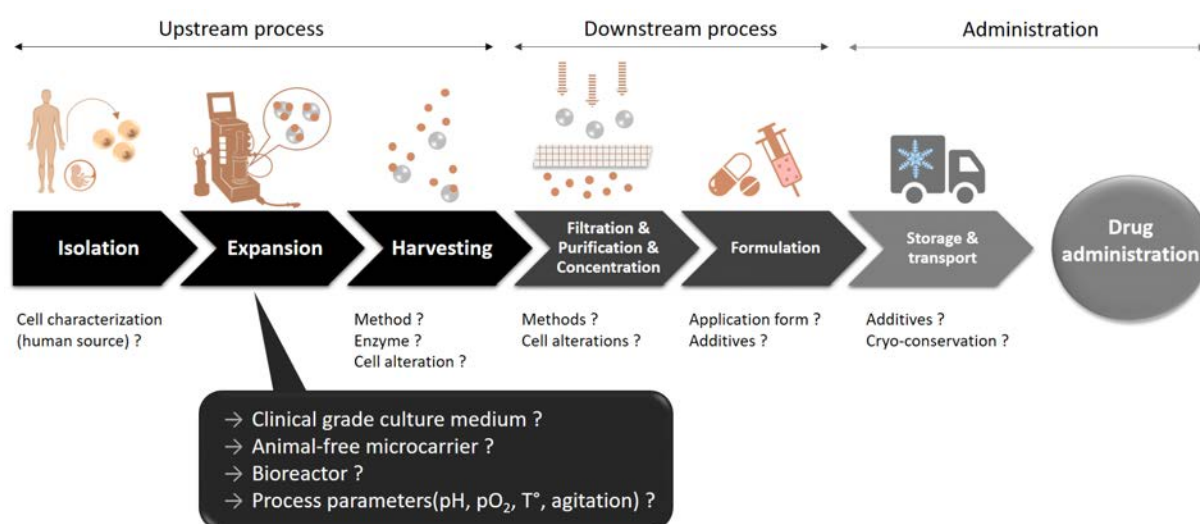 Upstream process
Downstream process
Administration
Isolation
Expansion
Harvesting
Filtration &
Purification &
Concentration
Formulation
Storage &
transport
Drug
administration
Cell characterization
(human source) ?
Method ?
Enzyme ?
Cell alteration ?
Methods ?
Cell alterations ?
Application form ?
Additives ?
Additives ?
Cryo-conservation ?
→ Clinical grade culture medium ?
→ Animal-free microcarrier ?
→ Bioreactor ?
→ Process parameters(pH, pO₂, T°, agitation) ?